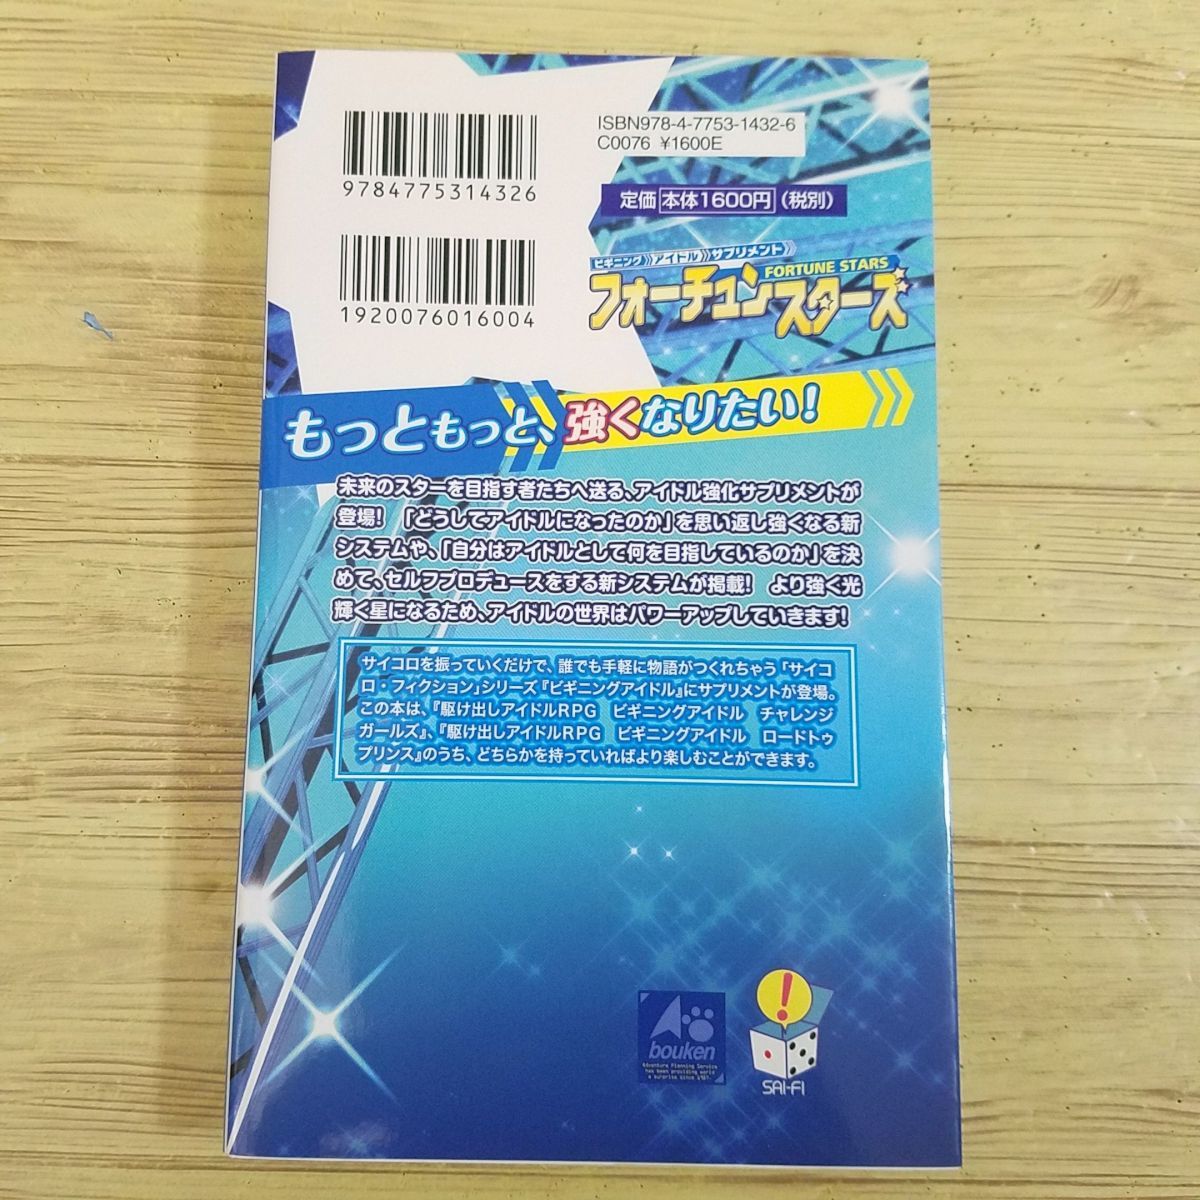 9784775314326
ISBN978-4-7753-1432-6
C0076 ¥1600E
定価 本体1600円 (税別)
1920076016004
ビギニング アイドル サプリメント
FORTUNE STARS
フォーチュンスターズ
もっともっと、強くなりたい!
未来のスターを目指す者たちへ送る、アイドル強化サプリメントが
登場! 「どうしてアイドルになったのか」を思い返し強くなる新
システムや、「自分はアイドルとして何を目指しているのか」を決
めて、セルフプロデュースをする新システムが掲載! より強く光
輝く星になるため、アイドルの世界はパワーアップしていきます!
サイコロを振っていくだけで、誰でも手軽に物語がつくれちゃう「サイコ
ロ・フィクション」シリーズ『ビギニングアイドル』にサプリメントが登場。
この本は、『駆け出しアイドルRPG ビギニングアイドル チャレンジ
ガールズ』、『駆け出しアイドルRPG ビギニングアイドル ロードトゥ
プリンス』のうち、どちらかを持っていればより楽しむことができます。
bouken
Adventure Planning Service
has been providing world
a surprise since 1987.
!
SAI-FI